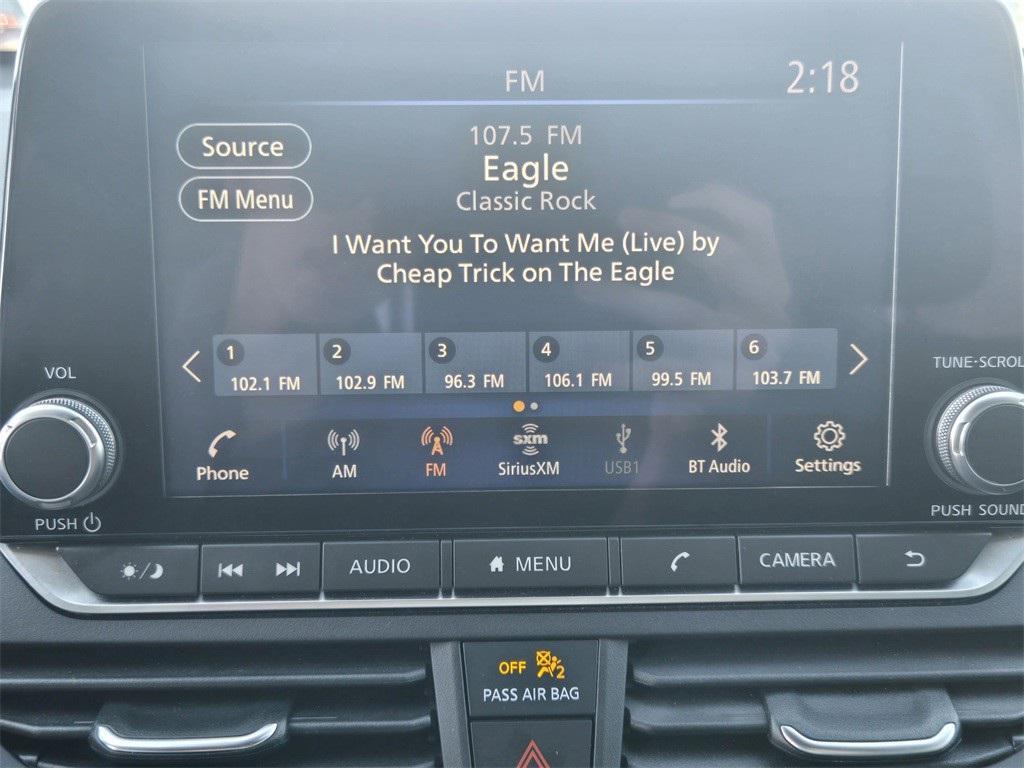 FM
2:18
Source
107.5 FM
Eagle
FM Menu
Classic Rock
I Want You To Want Me (Live) by
Cheap Trick on The Eagle
1 2 3 4 5 6
102.1 FM 102.9 FM 96.3 FM 106.1 FM 99.5 FM 103.7 FM
VOL
TUNE·SCROL
Phone
AM
FM
sxm
SiriusXM
USB1
BT Audio
Settings
PUSH
PUSH SOUND
AUDIO
MENU
CAMERA
OFF 2
PASS AIR BAG